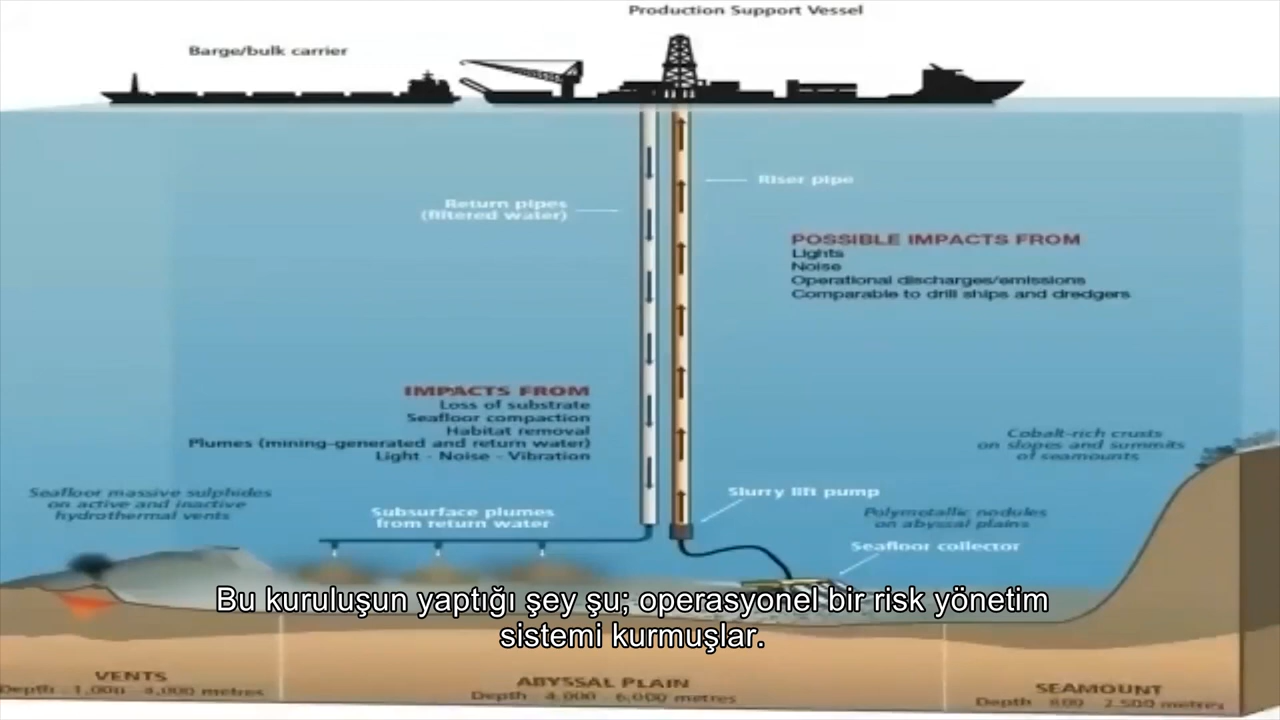 Production Support Vessel
Barge/bulk carrier
Riser pipe
Return pipes
(filtered water)
POSSIBLE IMPACTS FROM
Lights
Noise
Operational discharges/emissions
Comparable to drill ships and dredgers
IMPACTS FROM
Loss of substrate
Seafloor compaction
Habitat removal
Plumes (mining-generated and return water)
Light - Noise - Vibration
Cobalt-rich crusts
on slopes and summits
of seamounts
Seafloor massive sulphides
on active and inactive
hydrothermal vents
Subsurface plumes
from return water
Slurry lift pump
Polymetallic nodules
on abyssal plains
Seafloor collector
Bu kuruluşun yaptığı şey şu; operasyonel bir risk yönetim
sistemi kurmuşlar.
VENTS
Depth - 1,000 - 4,000 metres
ABYSSAL PLAIN
Depth - 4,000 - 6,000 metres
SEAMOUNT
Depth - 800 - 2,500 metres